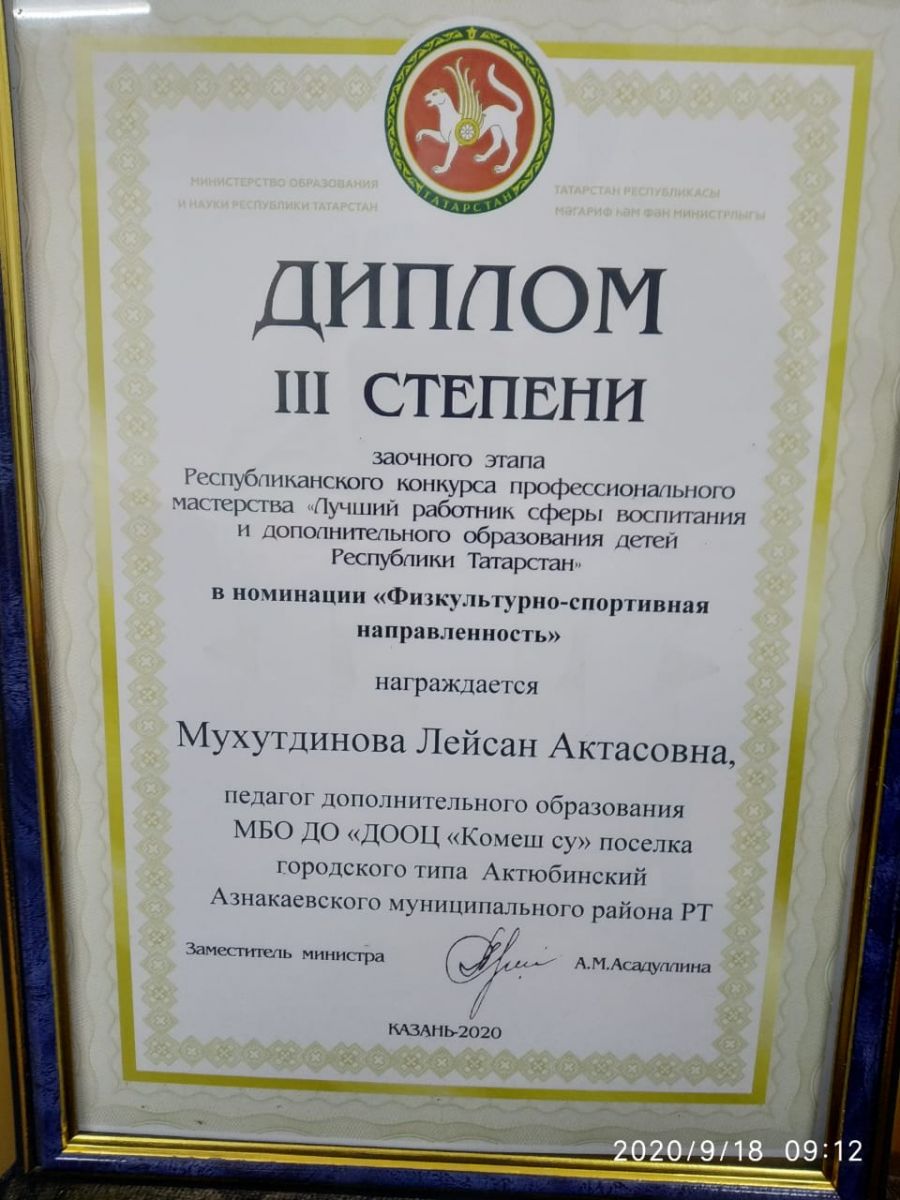 МИНИСТЕРСТВО ОБРАЗОВАНИЯ
И НАУКИ РЕСПУБЛИКИ ТАТАРСТАН
ТАТАРСТАН
ТАТАРСТАН РЕСПУБЛИКАСЫ
МӘГАРИФ ҺӘМ ФӘН МИНИСТРЛЫГЫ
ДИПЛОМ
III СТЕПЕНИ
заочного этапа
Республиканского конкурса профессионального
мастерства «Лучший работник сферы воспитания
и дополнительного образования детей
Республики Татарстан»
в номинации «Физкультурно-спортивная
направленность»
награждается
Мухутдинова Лейсан Актасовна,
педагог дополнительного образования
МБО ДО «ДООЦ «Комеш су» поселка
городского типа Актюбинский
Азнакаевского муниципального района РТ
Заместитель министра А.М.Асадуллина
КАЗАНЬ-2020
2020/9/18 09:12